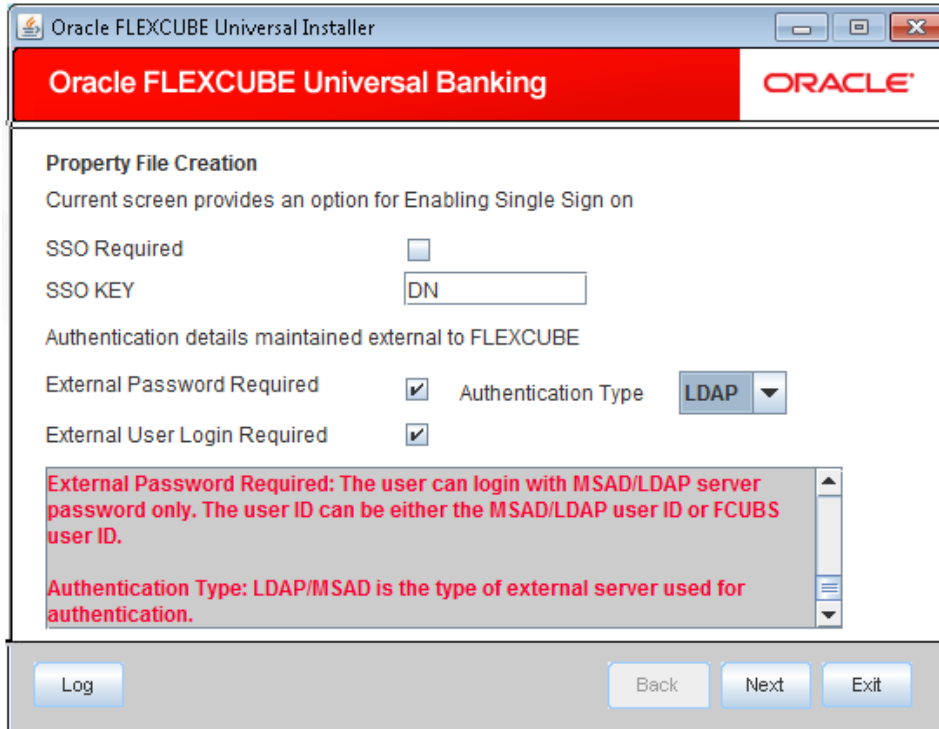 Oracle FLEXCUBE Universal Installer
Oracle FLEXCUBE Universal Banking
ORACLE
Property File Creation
Current screen provides an option for Enabling Single Sign on
SSO Required
SSO KEY DN
Authentication details maintained external to FLEXCUBE
External Password Required Authentication Type LDAP
External User Login Required
External Password Required: The user can login with MSAD/LDAP server
password only. The user ID can be either the MSAD/LDAP user ID or FCUBS
user ID.
Authentication Type: LDAP/MSAD is the type of external server used for
authentication.
Log Back Next Exit